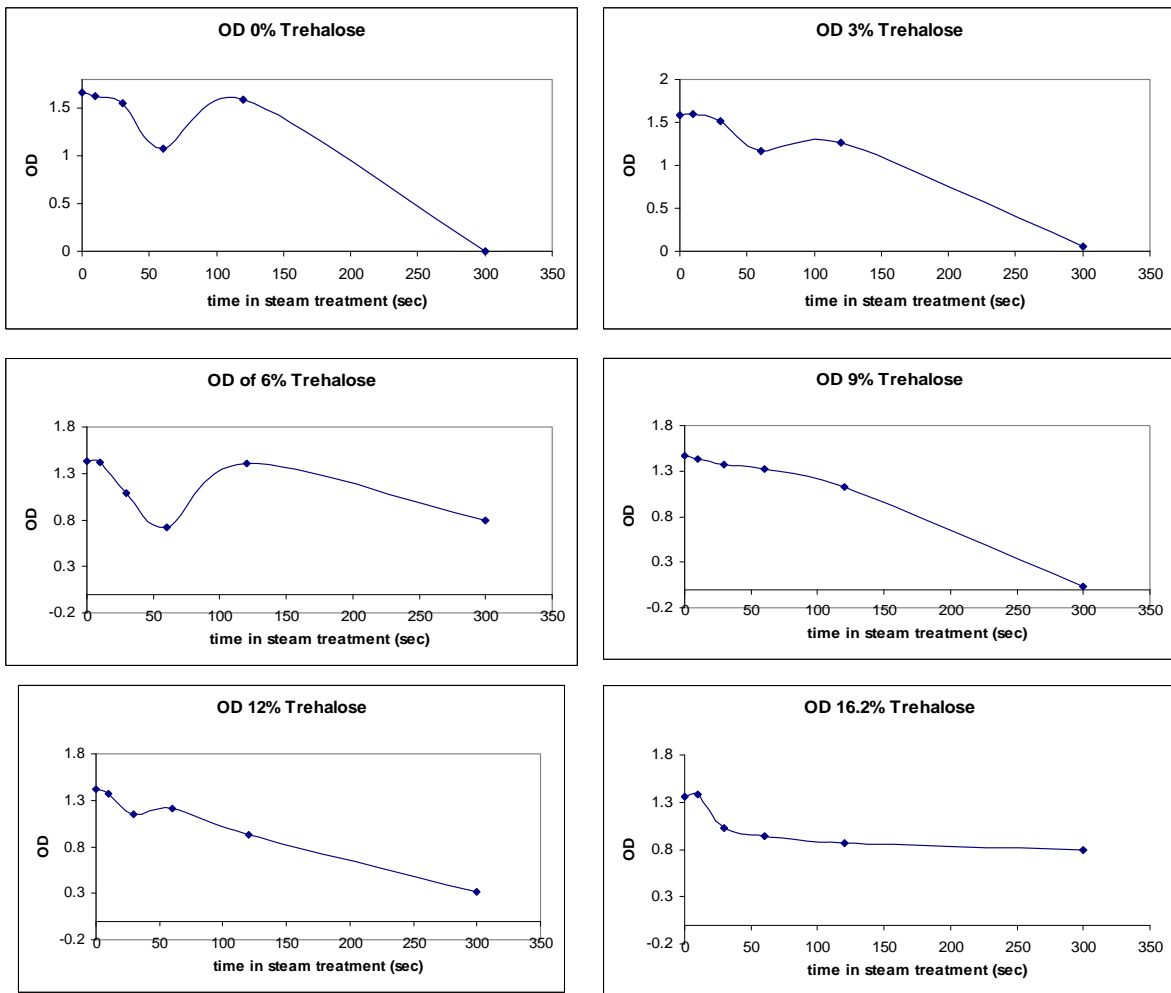 OD 0% Trehalose
1.5
1
0.5
0
OD
0 50 100 150 200 250 300 350
time in steam treatment (sec)
OD 3% Trehalose
2
1.5
1
0.5
0
OD
0 50 100 150 200 250 300 350
time in steam treatment (sec)
OD of 6% Trehalose
1.8
1.3
0.8
0.3
-0.2
OD
0 50 100 150 200 250 300 350
time in steam treatment (sec)
OD 9% Trehalose
1.8
1.3
0.8
0.3
-0.2
OD
0 50 100 150 200 250 300 350
time in steam treatment (sec)
OD 12% Trehalose
1.8
1.3
0.8
0.3
-0.2
OD
0 50 100 150 200 250 300 350
time in steam treatment (sec)
OD 16.2% Trehalose
1.8
1.3
0.8
0.3
-0.2
OD
0 50 100 150 200 250 300 350
time in steam treatment (sec)